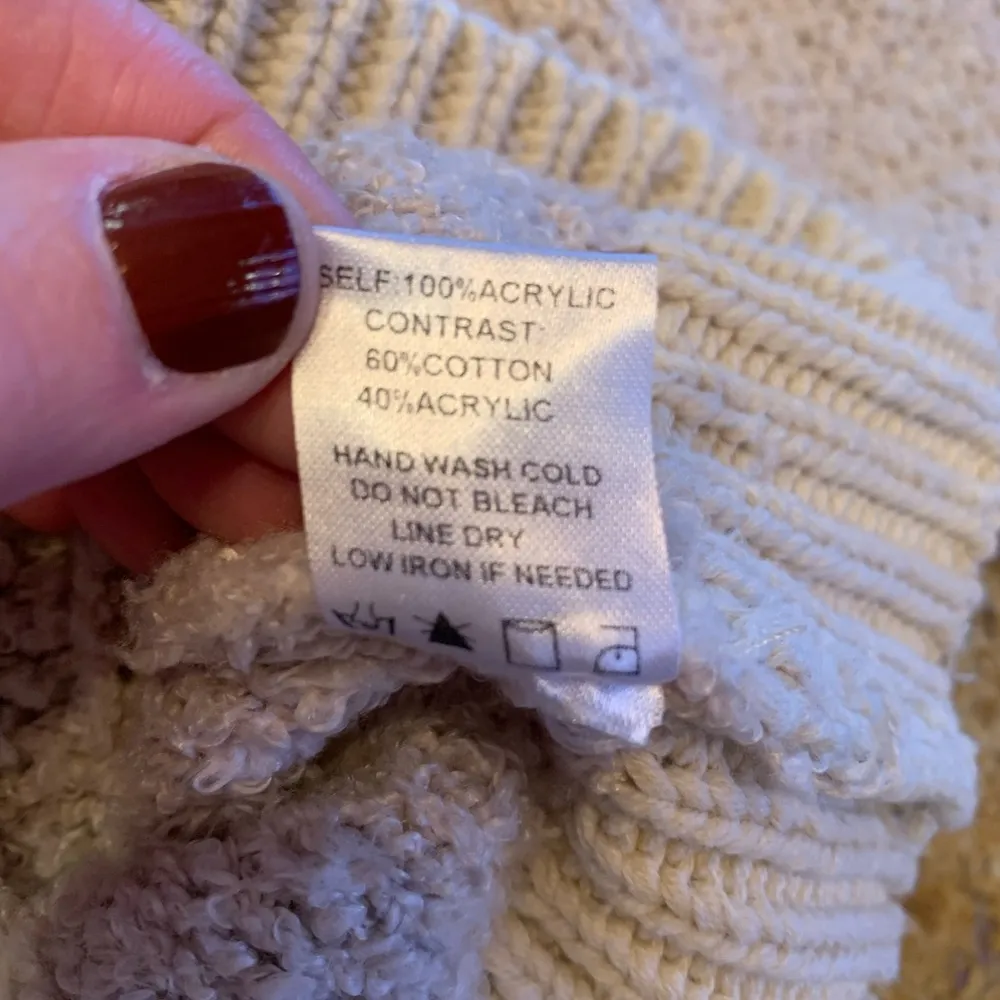 SELF:100%ACRYLIC
CONTRAST:
60%COTTON
40%ACRYLIC
HAND WASH COLD
DO NOT BLEACH
LINE DRY
LOW IRON IF NEEDED